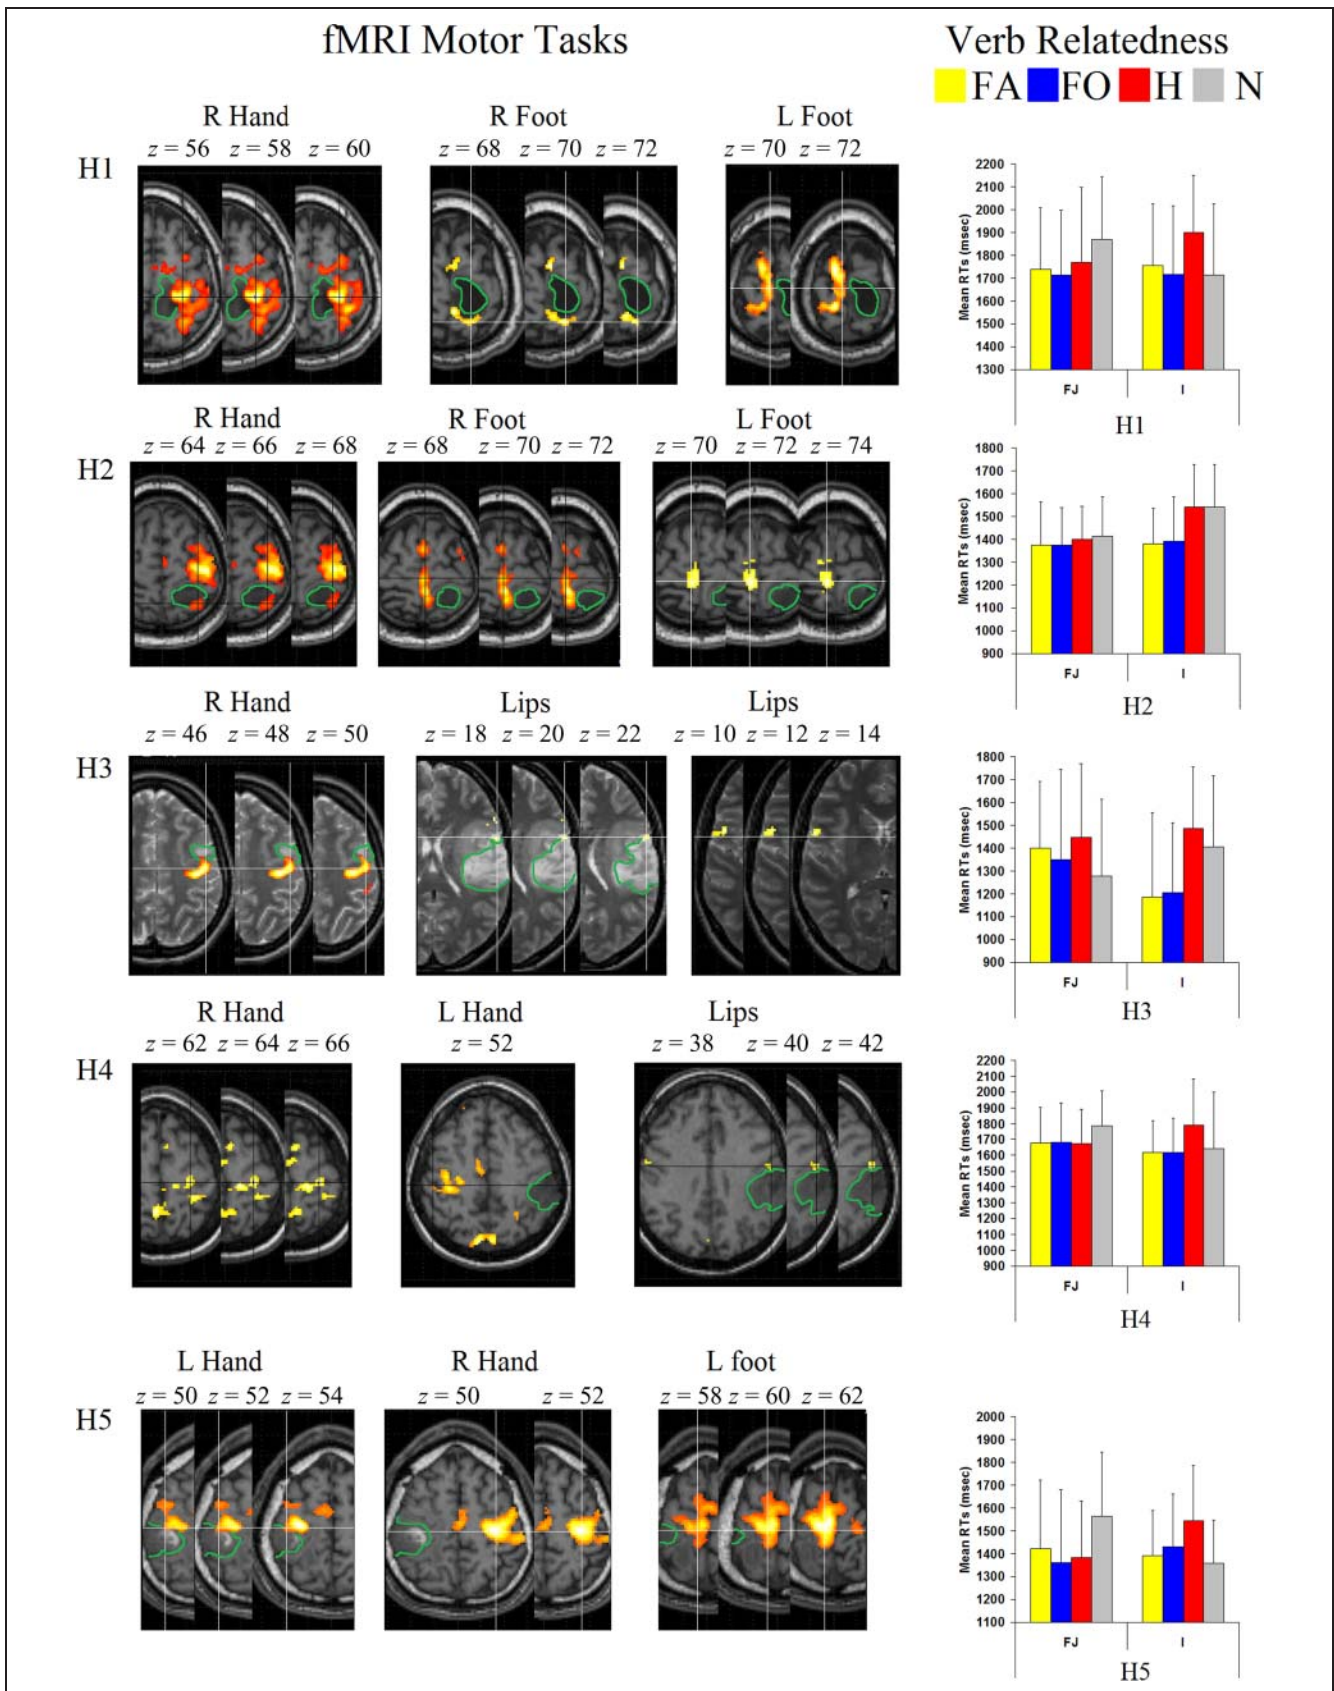 fMRI Motor Tasks
Verb Relatedness
FA FO H N
H1
R Hand
z = 56 z = 58 z = 60
R Foot
z = 68 z = 70 z = 72
L Foot
z = 70 z = 72
Mean RTs (msec)
2200
2100
2000
1900
1800
1700
1600
1500
1400
1300
FJ I
H1
H2
R Hand
z = 64 z = 66 z = 68
R Foot
z = 68 z = 70 z = 72
L Foot
z = 70 z = 72 z = 74
Mean RTs (msec)
1800
1700
1600
1500
1400
1300
1200
1100
1000
900
FJ I
H2
H3
R Hand
z = 46 z = 48 z = 50
Lips
z = 18 z = 20 z = 22
Lips
z = 10 z = 12 z = 14
Mean RTs (msec)
1800
1700
1600
1500
1400
1300
1200
1100
1000
900
FJ I
H3
H4
R Hand
z = 62 z = 64 z = 66
L Hand
z = 52
Lips
z = 38 z = 40 z = 42
Mean RTs (msec)
2200
2100
2000
1900
1800
1700
1600
1500
1400
1300
1200
1100
1000
900
FJ I
H4
H5
L Hand
z = 50 z = 52 z = 54
R Hand
z = 50 z = 52
L foot
z = 58 z = 60 z = 62
Mean RTs (msec)
2000
1900
1800
1700
1600
1500
1400
1300
1200
1100
FJ I
H5